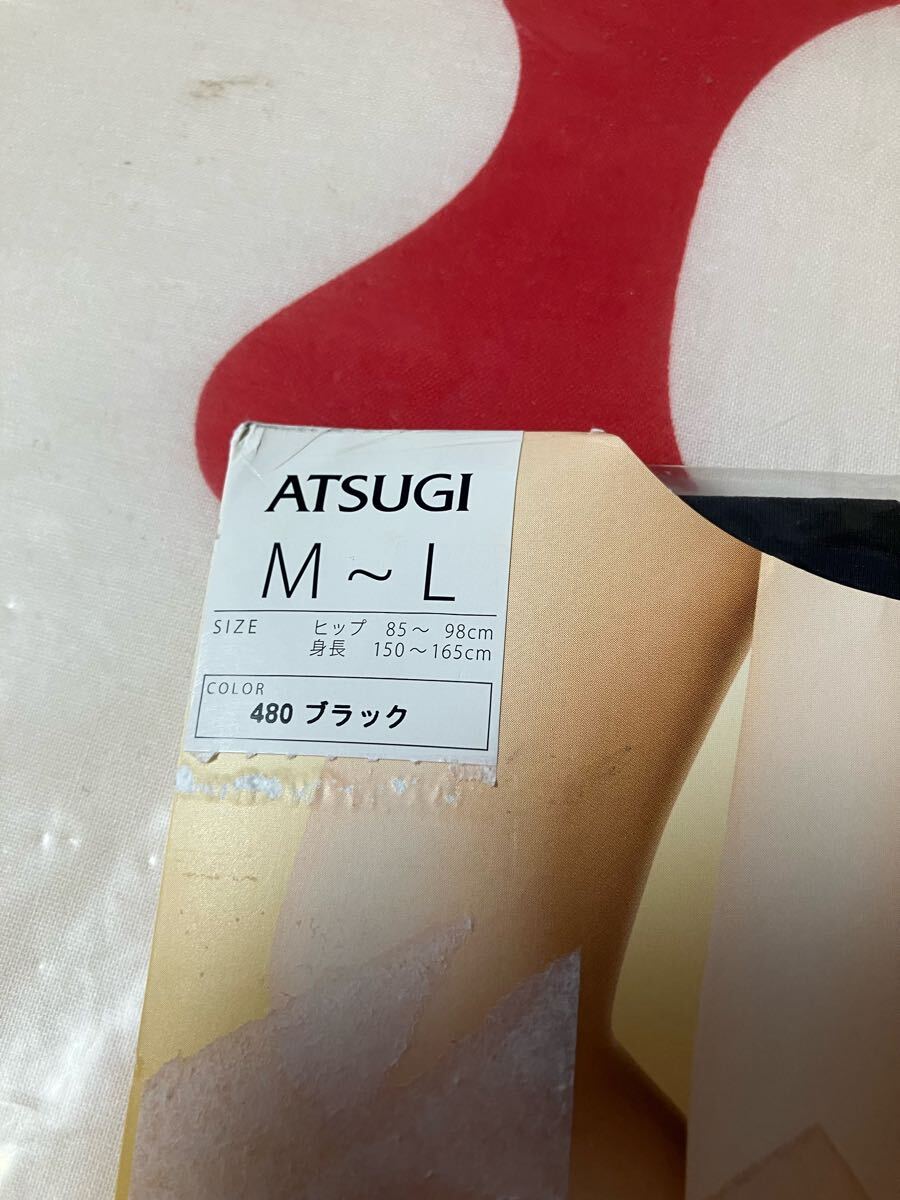 ATSUGI
M～L
SIZE ヒップ 85～ 98cm
身長 150～165cm
COLOR
480 ブラック